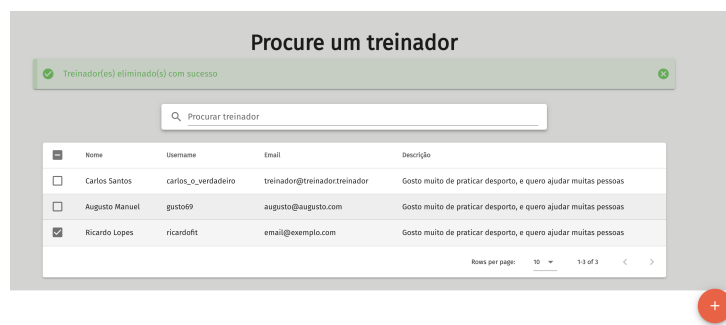 Procure um treinador
Treinador(es) eliminado(s) com sucesso
Procurar treinador
Nome Username Email Descrição
Carlos Santos carlos_o_verdadeiro treinador@treinador.treinador Gosto muito de praticar desporto, e quero ajudar muitas pessoas
Augusto Manuel gusto69 augusto@augusto.com Gosto muito de praticar desporto, e quero ajudar muitas pessoas
Ricardo Lopes ricardofit email@exemplo.com Gosto muito de praticar desporto, e quero ajudar muitas pessoas
Rows per page: 10 1-3 of 3